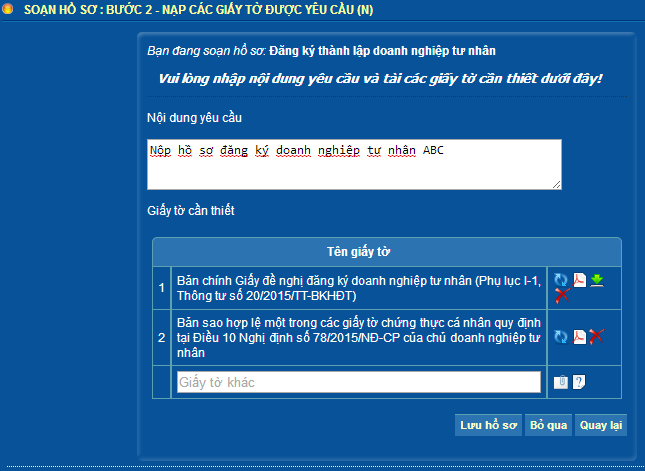 SOẠN HỒ SƠ : BƯỚC 2 - NẠP CÁC GIẤY TỜ ĐƯỢC YÊU CẦU (N)
Bạn đang soạn hồ sơ: Đăng ký thành lập doanh nghiệp tư nhân
Vui lòng nhập nội dung yêu cầu và tải các giấy tờ cần thiết dưới đây!
Nội dung yêu cầu
Nộp hồ sơ đăng ký doanh nghiệp tư nhân ABC
Giấy tờ cần thiết
Tên giấy tờ
1 Bản chính Giấy đề nghị đăng ký doanh nghiệp tư nhân (Phụ lục I-1,
Thông tư số 20/2015/TT-BKHĐT)
2 Bản sao hợp lệ một trong các giấy tờ chứng thực cá nhân quy định
tại Điều 10 Nghị định số 78/2015/NĐ-CP của chủ doanh nghiệp tư
nhân
Giấy tờ khác
Lưu hồ sơ Bỏ qua Quay lại